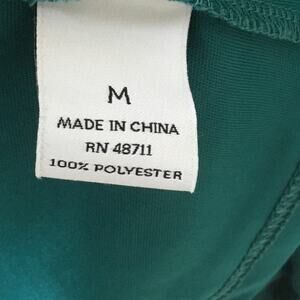 M
MADE IN CHINA
RN 48711
100% POLYESTER